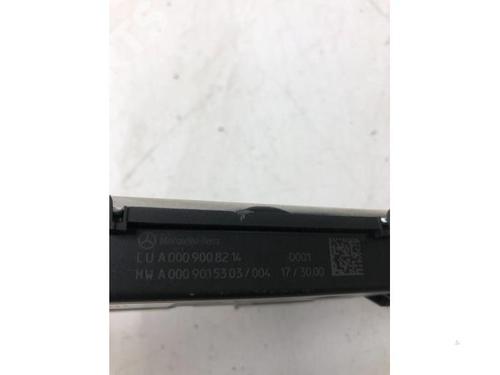 Mercedes-Benz
CU A 000 900 82 14 0001
HW A 000 901 53 03 / 004 17 / 30.00